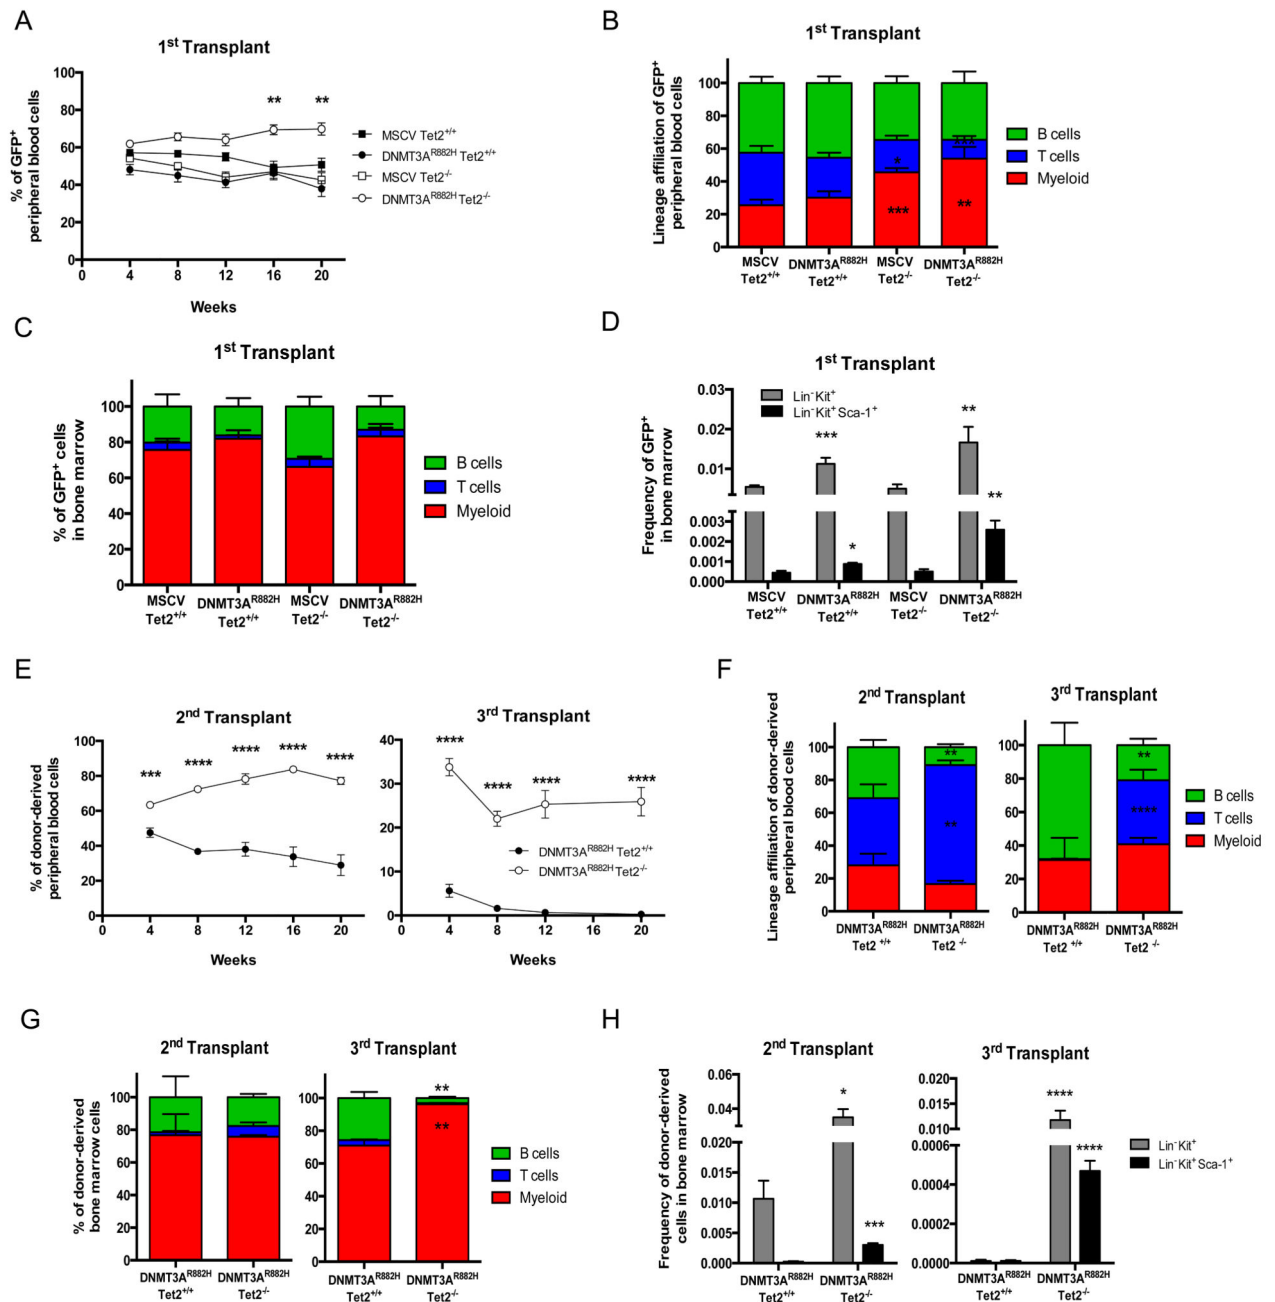 A
1st Transplant
% of GFP+
peripheral blood cells
100
80
60
40
20
0
** **
0 4 8 12 16 20
Weeks
MSCV Tet2+/+
DNMT3AR882H Tet2+/+
MSCV Tet2-/-
DNMT3AR882H Tet2-/-
B
1st Transplant
Lineage affiliation of GFP+
peripheral blood cells
100
80
60
40
20
0
*
***
***
**
MSCV
Tet2+/+
DNMT3AR882H
Tet2+/+
MSCV
Tet2-/-
DNMT3AR882H
Tet2-/-
B cells
T cells
Myeloid
C
1st Transplant
% of GFP+ cells
in bone marrow
100
80
60
40
20
0
MSCV
Tet2+/+
DNMT3AR882H
Tet2+/+
MSCV
Tet2-/-
DNMT3AR882H
Tet2-/-
B cells
T cells
Myeloid
D
1st Transplant
Frequency of GFP+
in bone marrow
0.03
0.02
0.01
0.003
0.002
0.001
0.000
Lin-Kit+
Lin-Kit+Sca-1+
***
*
**
**
MSCV
Tet2+/+
DNMT3AR882H
Tet2+/+
MSCV
Tet2-/-
DNMT3AR882H
Tet2-/-
E
2nd Transplant
% of donor-derived
peripheral blood cells
100
80
60
40
20
0
*** **** **** **** ****
0 4 8 12 16 20
Weeks
3rd Transplant
40
30
20
10
0
**** **** **** ****
DNMT3AR882H Tet2+/+
DNMT3AR882H Tet2-/-
0 4 8 12 16 20
Weeks
F
2nd Transplant
Lineage affiliation of donor-derived
peripheral blood cells
100
80
60
40
20
0
**
**
DNMT3AR882H
Tet2 +/+
DNMT3AR882H
Tet2 -/-
3rd Transplant
100
80
60
40
20
0
**
****
DNMT3AR882H
Tet2 +/+
DNMT3AR882H
Tet2 -/-
B cells
T cells
Myeloid
G
2nd Transplant
% of donor-derived
bone marrow cells
100
80
60
40
20
0
DNMT3AR882H
Tet2+/+
DNMT3AR882H
Tet2-/-
3rd Transplant
100
80
60
40
20
0
**
**
DNMT3AR882H
Tet2+/+
DNMT3AR882H
Tet2-/-
B cells
T cells
Myeloid
H
2nd Transplant
Frequency of donor-derived
cells in bone marrow
0.06
0.04
0.020
0.015
0.010
0.005
0.000
*
***
DNMT3AR882H
Tet2+/+
DNMT3AR882H
Tet2-/-
3rd Transplant
0.020
0.015
0.010
0.0006
0.0004
0.0002
0.0000
****
****
DNMT3AR882H
Tet2+/+
DNMT3AR882H
Tet2-/-
Lin-Kit+
Lin-Kit+Sca-1+